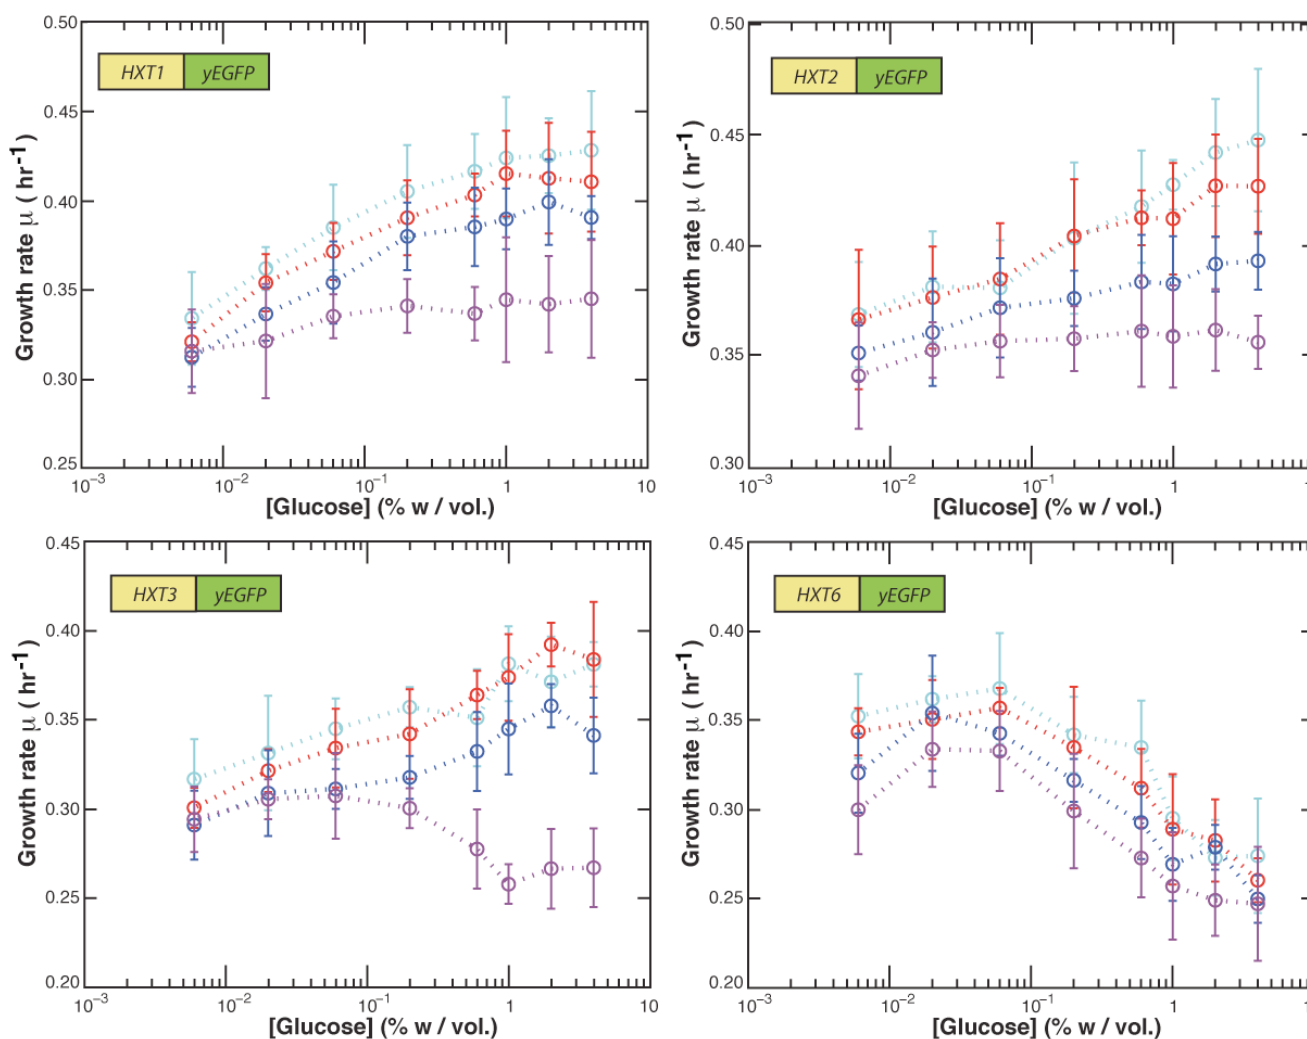 0.50
0.45
0.40
0.35
0.30
0.25
Growth rate μ ( hr⁻¹)
HXT1 yEGFP
10⁻³ 10⁻² 10⁻¹ 1 10
[Glucose] (% w / vol.)
0.50
0.45
0.40
0.35
0.30
Growth rate μ ( hr⁻¹)
HXT2 yEGFP
10⁻³ 10⁻² 10⁻¹ 1
[Glucose] (% w / vol.)
0.45
0.40
0.35
0.30
0.25
0.20
Growth rate μ ( hr⁻¹)
HXT3 yEGFP
10⁻³ 10⁻² 10⁻¹ 1 10
[Glucose] (% w / vol.)
0.45
0.40
0.35
0.30
0.25
0.20
Growth rate μ ( hr⁻¹)
HXT6 yEGFP
10⁻³ 10⁻² 10⁻¹ 1
[Glucose] (% w / vol.)